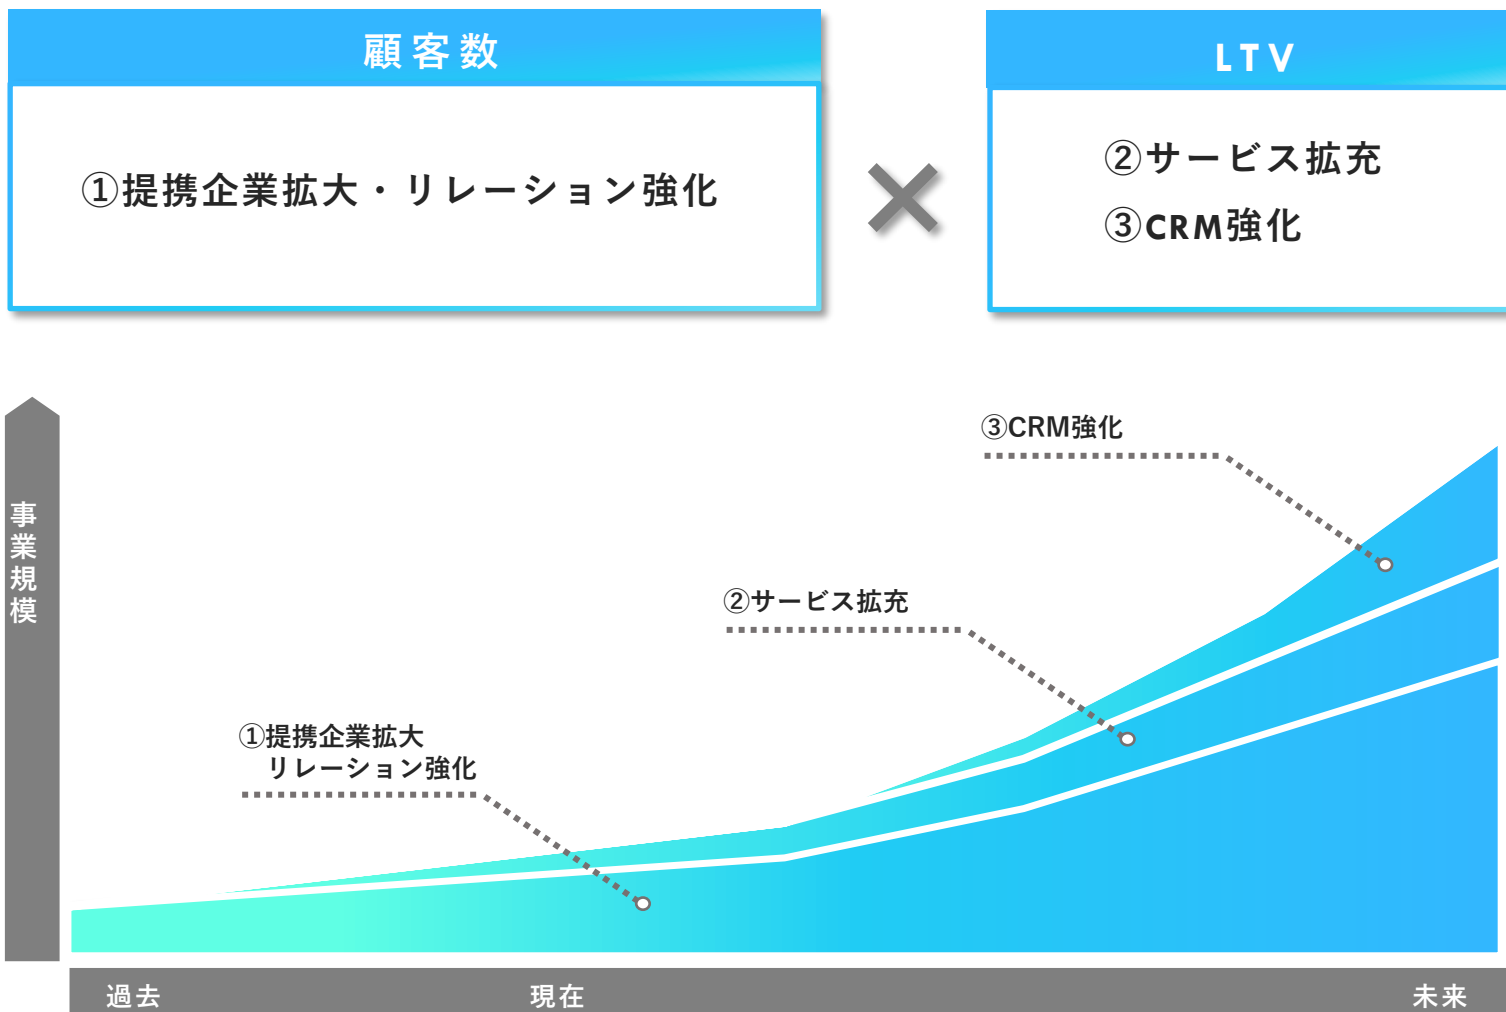 顧客数
LTV
①提携企業拡大・リレーション強化
×
②サービス拡充
③CRM強化
③CRM強化
事業規模
②サービス拡充
①提携企業拡大
リレーション強化
過去
現在
未来